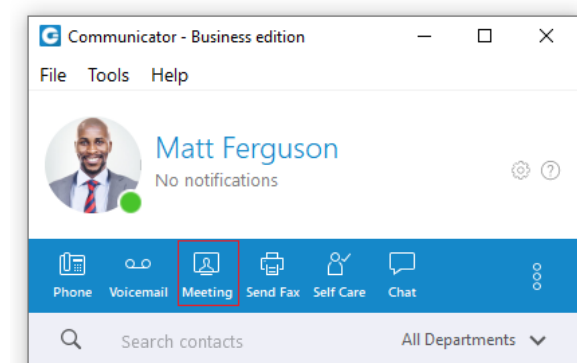 Communicator - Business edition
File Tools Help
Matt Ferguson
No notifications
Phone Voicemail Meeting Send Fax Self Care Chat
Search contacts All Departments